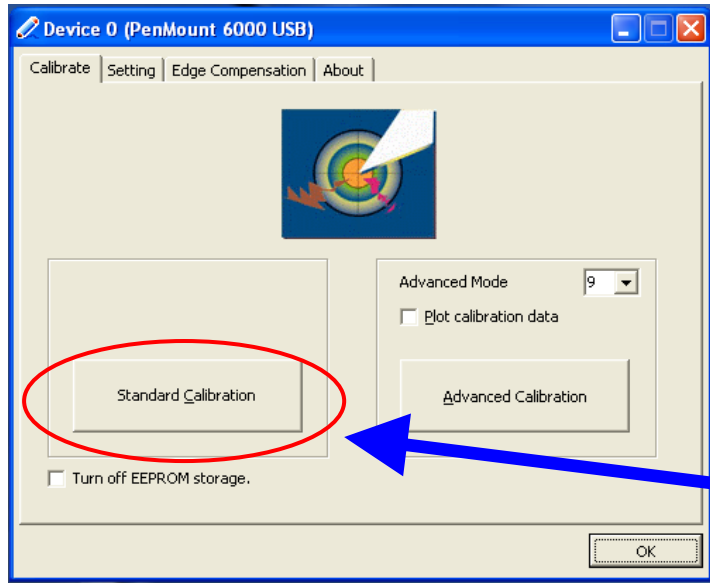 Device 0 (PenMount 6000 USB)
Calibrate Setting Edge Compensation About
Advanced Mode 9
Plot calibration data
Standard Calibration
Advanced Calibration
Turn off EEPROM storage.
OK